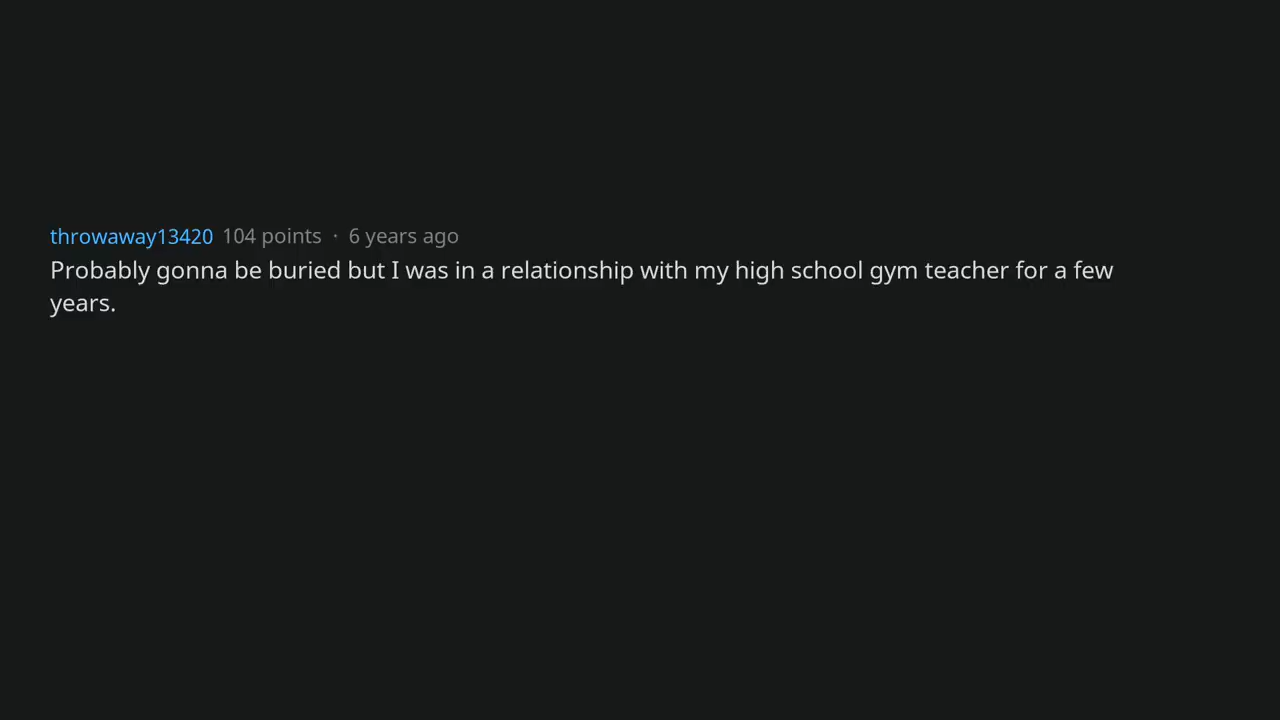 throwaway13420 104 points · 6 years ago
Probably gonna be buried but I was in a relationship with my high school gym teacher for a few
years.